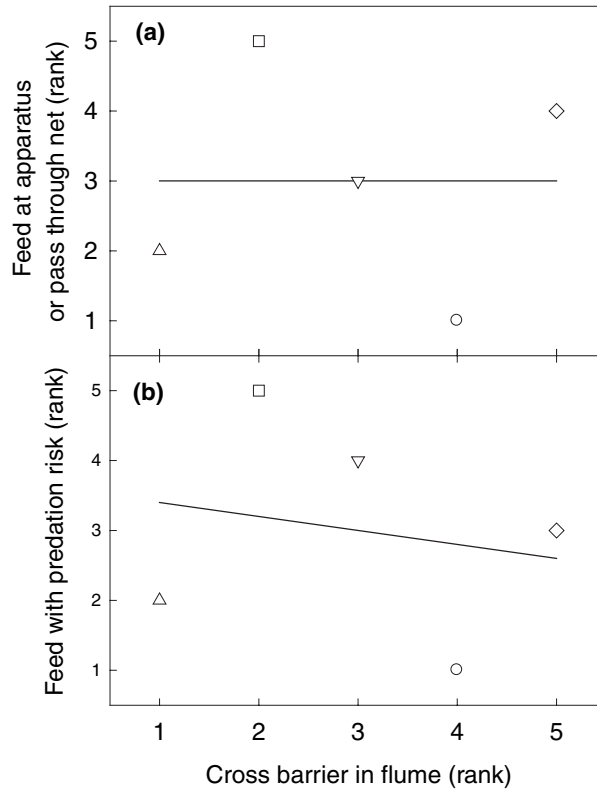 (a)
Feed at apparatus
or pass through net (rank)
5
4
3
2
1
(b)
Feed with predation risk (rank)
5
4
3
2
1
1 2 3 4 5
Cross barrier in flume (rank)